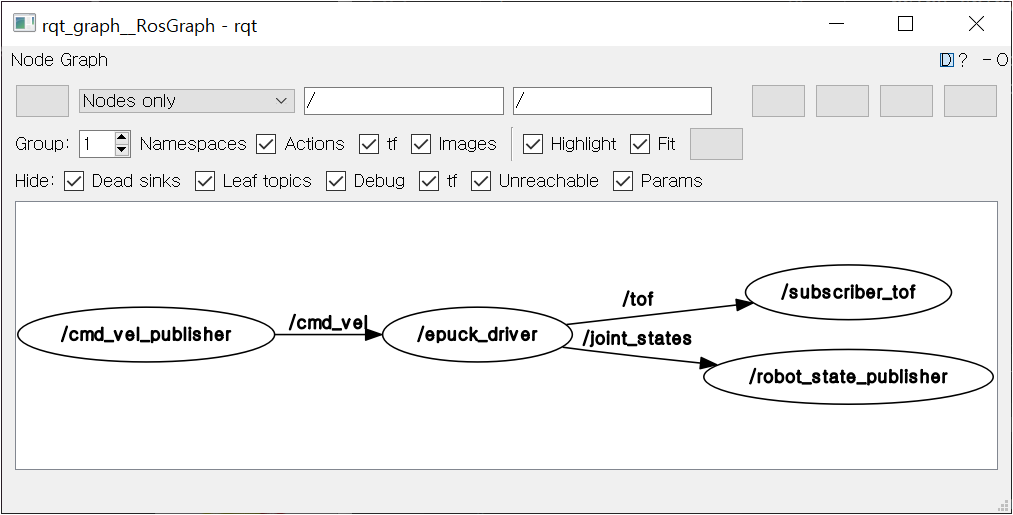 rqt_graph__RosGraph - rqt
Node Graph
D? - O
Nodes only / /
Group: 1 Namespaces Actions tf Images Highlight Fit
Hide: Dead sinks Leaf topics Debug tf Unreachable Params
/tof
/subscriber_tof
/cmd_vel_publisher /cmd_vel /epuck_driver
/joint_states
/robot_state_publisher